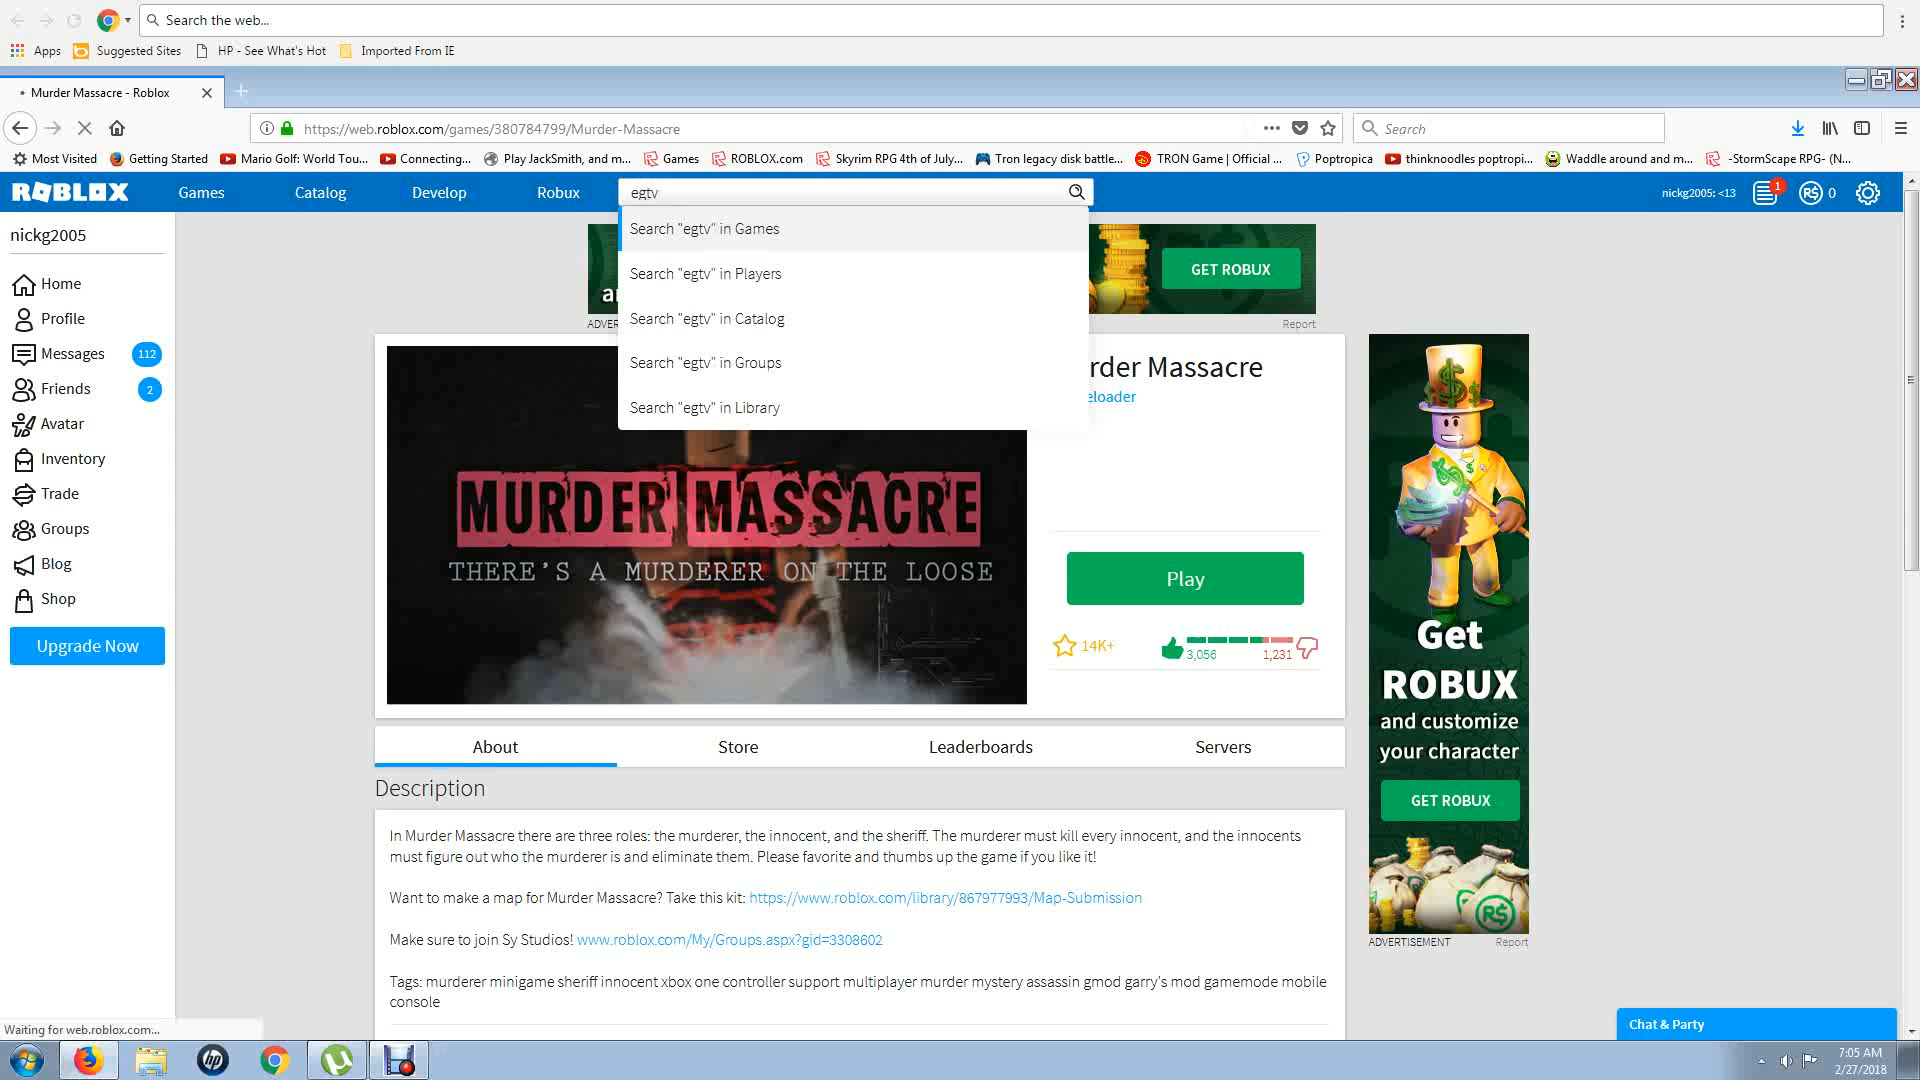 Search the web...
Apps Suggested Sites HP - See What's Hot Imported From IE
Murder Massacre - Roblox
https://web.roblox.com/games/380784799/Murder-Massacre
Search
Most Visited Getting Started Mario Golf: World Tou... Connecting... Play JackSmith, and m... Games ROBLOX.com Skyrim RPG 4th of July... Tron legacy disk battle... TRON Game | Official ... Poptropica thinknoodles poptropi... Waddle around and m... -StormScape RPG- (N...
ROBLOX Games Catalog Develop Robux egtv nickg2005: <13 1 R$ 0
nickg2005
Home
Profile
Messages 112
Friends 2
Avatar
Inventory
Trade
Groups
Blog
Shop
Upgrade Now
Search "egtv" in Games
Search "egtv" in Players
Search "egtv" in Catalog
Search "egtv" in Groups
Search "egtv" in Library
GET ROBUX
Report
rder Massacre
eloader
MURDER MASSACRE
THERE'S A MURDERER ON THE LOOSE
Play
14K+ 3,056 1,231
Get
ROBUX
and customize
your character
GET ROBUX
R$
ADVERTISEMENT Report
About Store Leaderboards Servers
Description
In Murder Massacre there are three roles: the murderer, the innocent, and the sheriff. The murderer must kill every innocent, and the innocents
must figure out who the murderer is and eliminate them. Please favorite and thumbs up the game if you like it!
Want to make a map for Murder Massacre? Take this kit: https://www.roblox.com/library/867977993/Map-Submission
Make sure to join Sy Studios! www.roblox.com/My/Groups.aspx?gid=3308602
Tags: murderer minigame sheriff innocent xbox one controller support multiplayer murder mystery assassin gmod garry's mod gamemode mobile
console
Waiting for web.roblox.com...
Chat & Party
hp
7:05 AM
2/27/2018